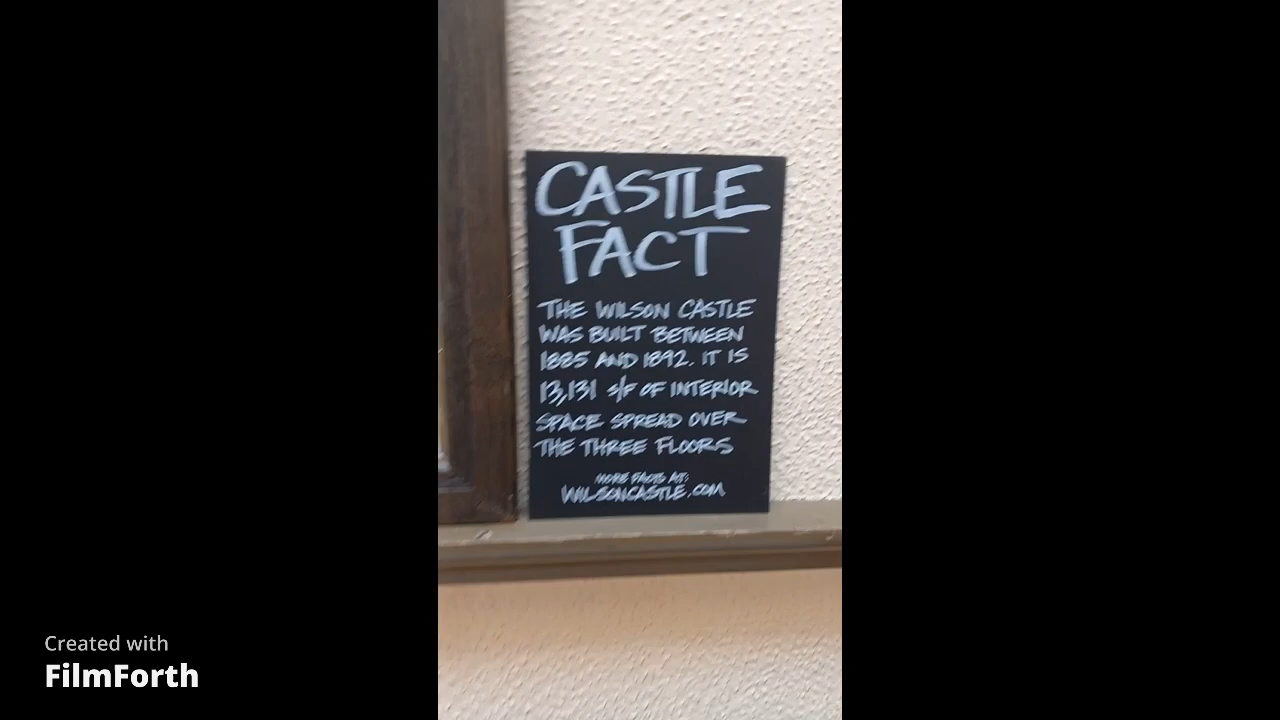 CASTLE
FACT
THE WILSON CASTLE
WAS BUILT BETWEEN
1885 AND 1892. IT IS
13,131 S/F OF INTERIOR
SPACE SPREAD OVER
THE THREE FLOORS
MORE FACTS AT:
WILSONCASTLE.COM
Created with
FilmForth